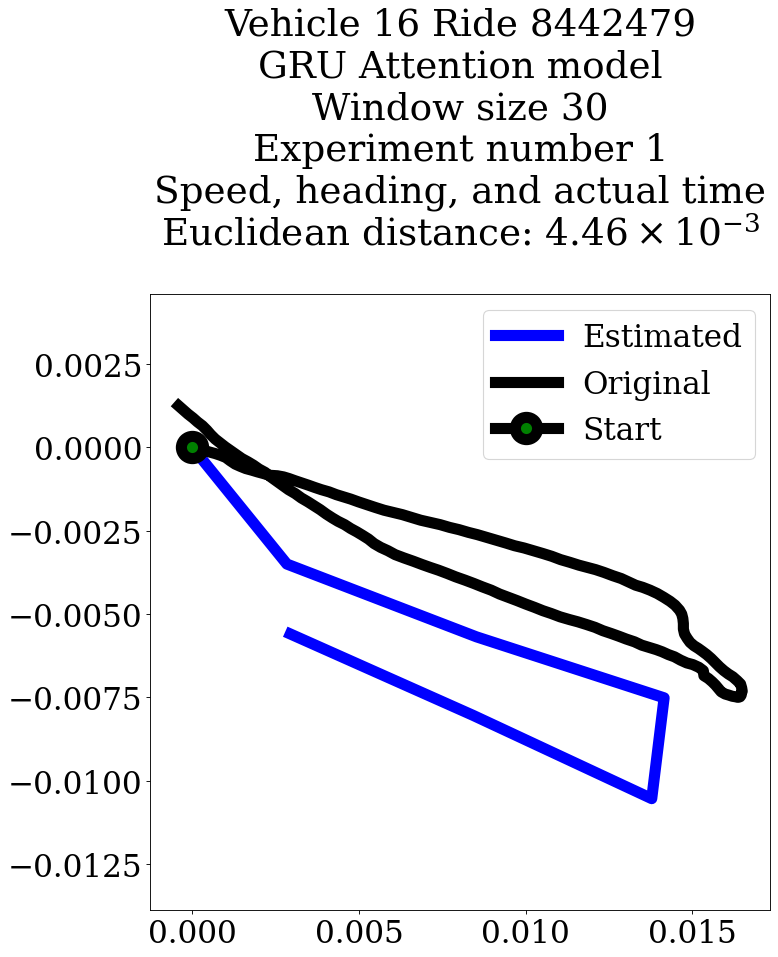 Vehicle 16 Ride 8442479
GRU Attention model
Window size 30
Experiment number 1
Speed, heading, and actual time
Euclidean distance: 4.46 × 10⁻³
Estimated
Original
Start
0.0025
0.0000
−0.0025
−0.0050
−0.0075
−0.0100
−0.0125
0.000 0.005 0.010 0.015